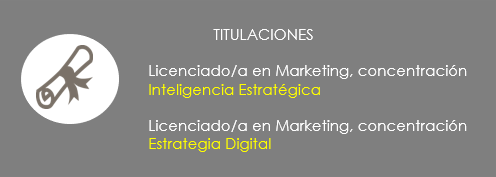 TITULACIONES
Licenciado/a en Marketing, concentración
Inteligencia Estratégica
Licenciado/a en Marketing, concentración
Estrategia Digital